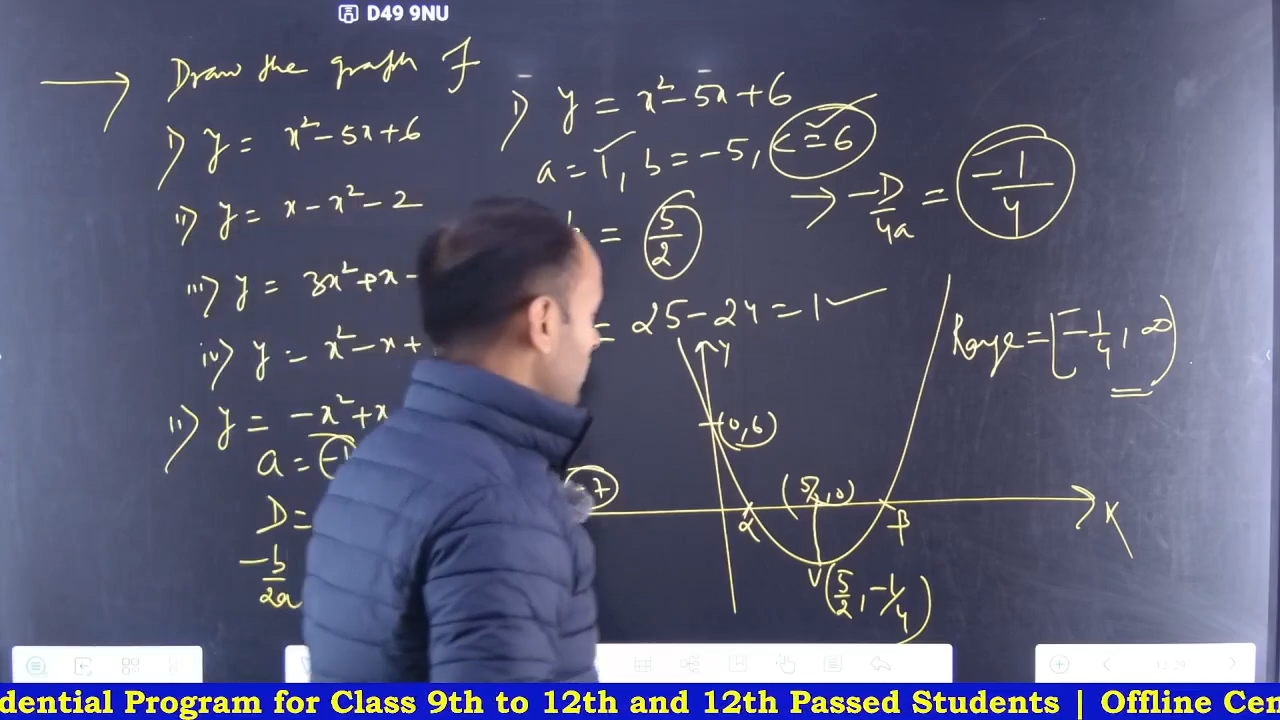 D49 9NU
Draw the graph of
i) y = x² - 5x + 6
ii) y = x - x² - 2
iii) y = 3x² + x -
iv) y = x² - x +
ii) y = -x² + x
a = -1
D =
-b/2a
i) y = x² - 5x + 6
a = 1, b = -5, c = 6
= 5/2
→ -D/4a = -1/4
= 25 - 24 = 1
Range = [-1/4, ∞)
Y
(0,6)
-7
(5/2, 0)
α
β
X
V(5/2, -1/4)
dential Program for Class 9th to 12th and 12th Passed Students | Offline Cen